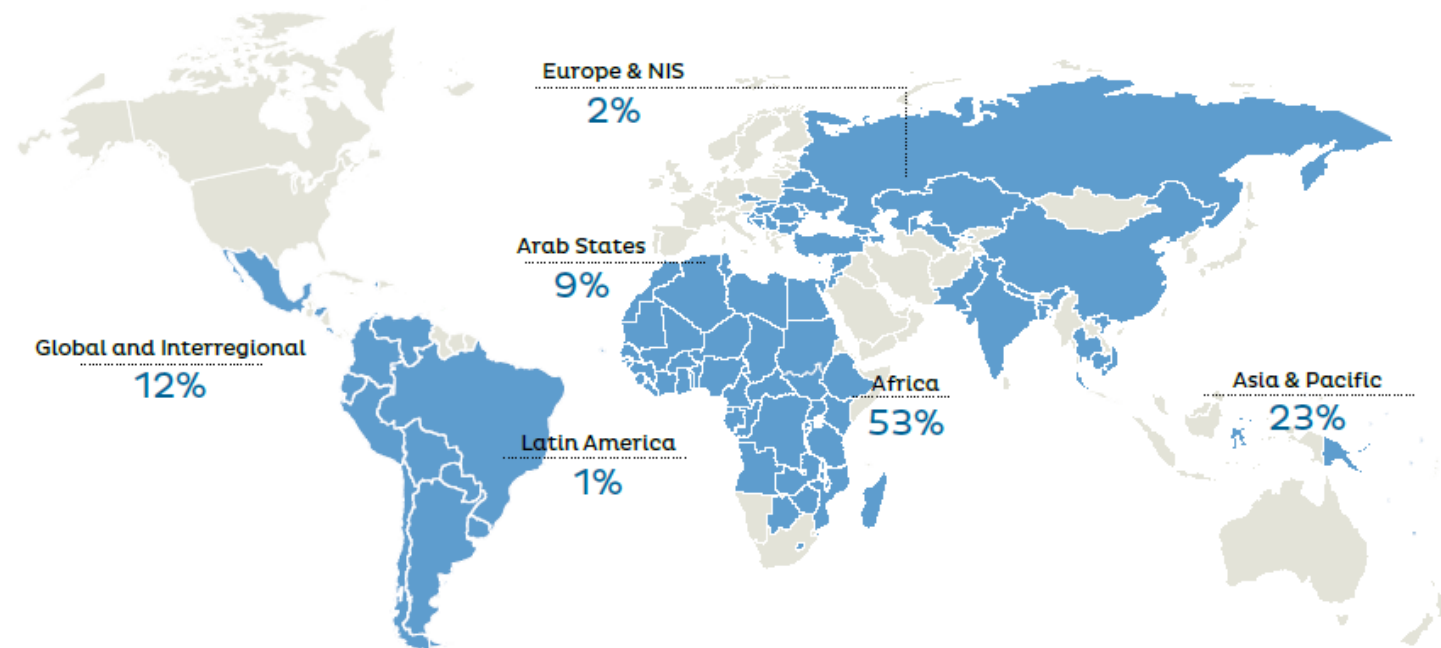 Europe & NIS
2%
Arab States
9%
Global and Interregional
12%
Africa
53%
Asia & Pacific
23%
Latin America
1%